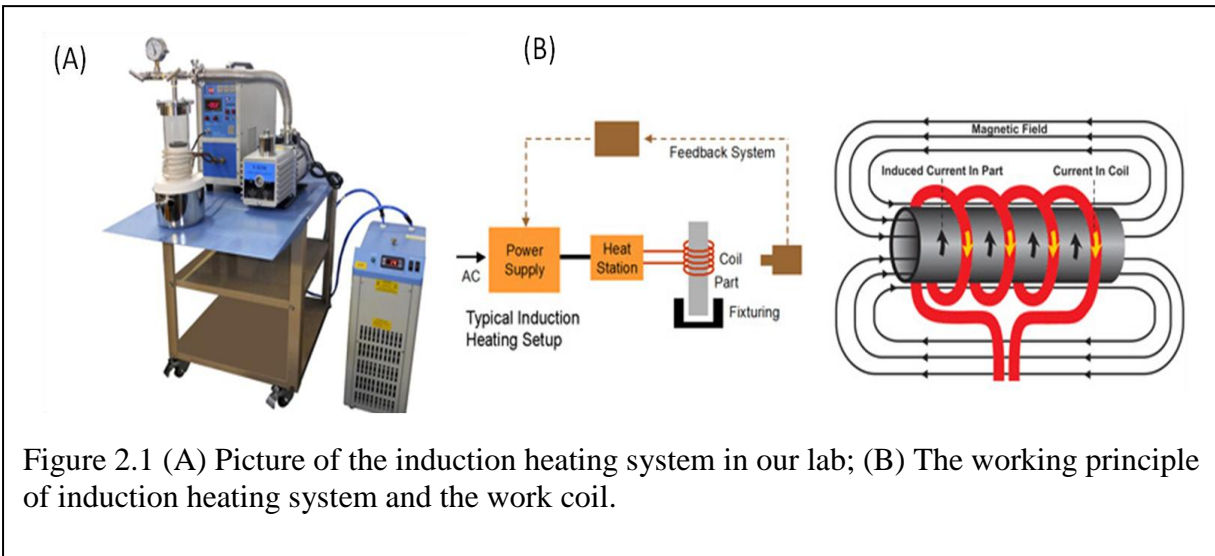 (A)
(B)
Feedback System
AC
Power
Supply
Heat
Station
Coil
Part
Fixturing
Typical Induction
Heating Setup
Magnetic Field
Induced Current In Part
Current In Coil
Figure 2.1 (A) Picture of the induction heating system in our lab; (B) The working principle
of induction heating system and the work coil.